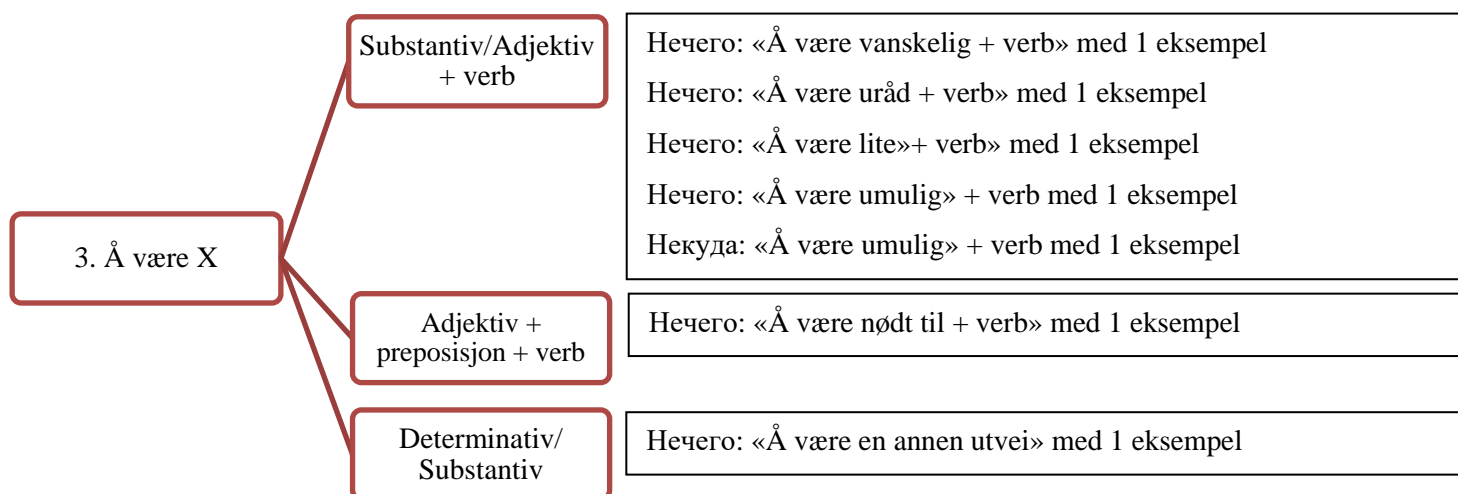 3. Å være X
Substantiv/Adjektiv
+ verb
Нечего: «Å være vanskelig + verb» med 1 eksempel
Нечего: «Å være uråd + verb» med 1 eksempel
Нечего: «Å være lite»+ verb» med 1 eksempel
Нечего: «Å være umulig» + verb med 1 eksempel
Некуда: «Å være umulig» + verb med 1 eksempel
Adjektiv +
preposisjon + verb
Нечего: «Å være nødt til + verb» med 1 eksempel
Determinativ/
Substantiv
Нечего: «Å være en annen utvei» med 1 eksempel